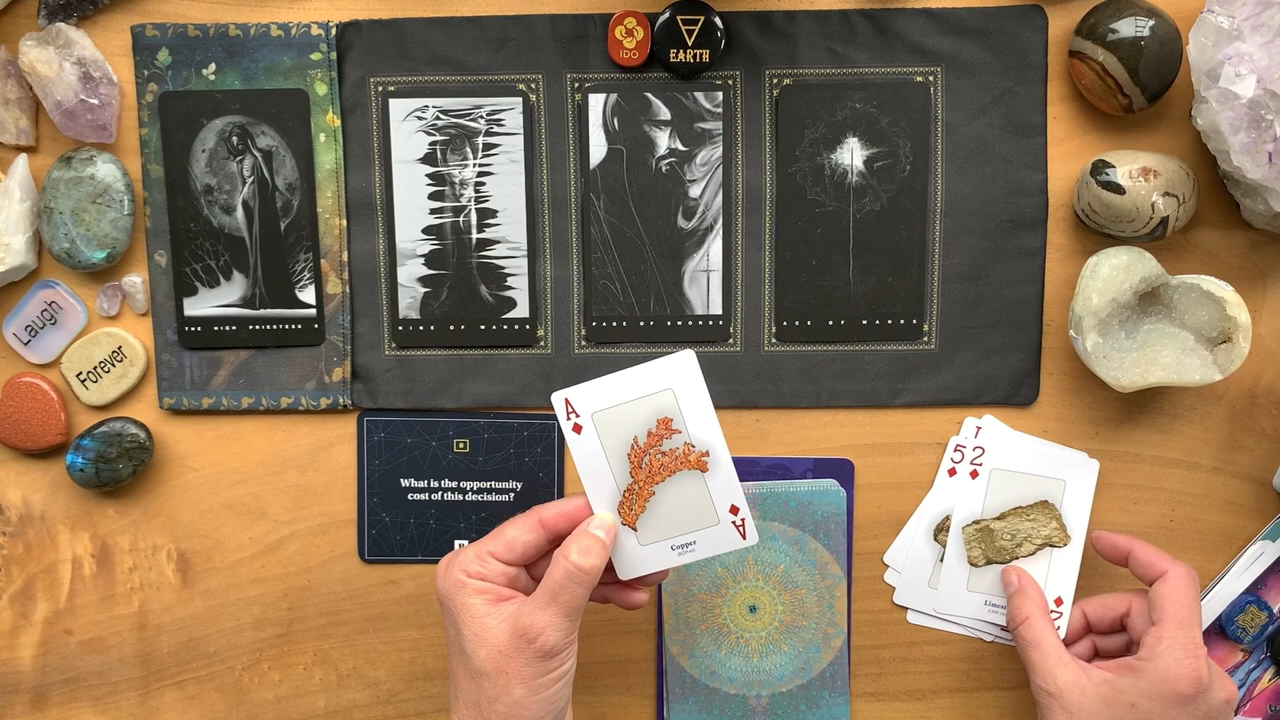 IDO
EARTH
THE HIGH PRIESTESS
NINE OF WANDS
PAGE OF SWORDS
ACE OF WANDS
Laugh
Forever
What is the opportunity
cost of this decision?
A
Copper
A
T
5 2
2